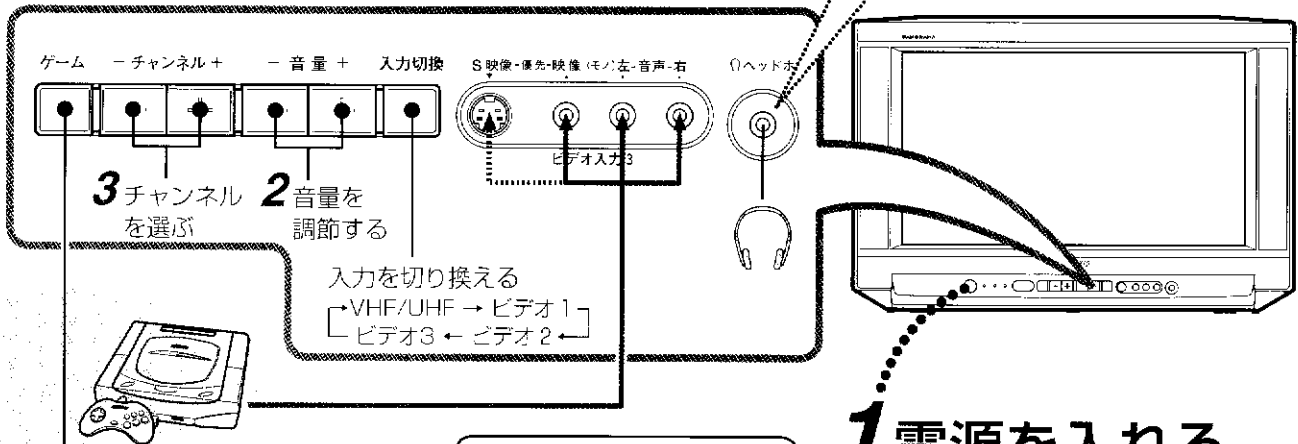 ゲーム
－チャンネル＋
－音量＋
入力切換
S映像-優先-映像（モノ）左-音声-右
ヘッドホ
ビデオ入力3
3チャンネル
を選ぶ
2音量を
調節する
入力を切り換える
→VHF/UHF→ビデオ1
ビデオ3←ビデオ2←
1電源を入れる